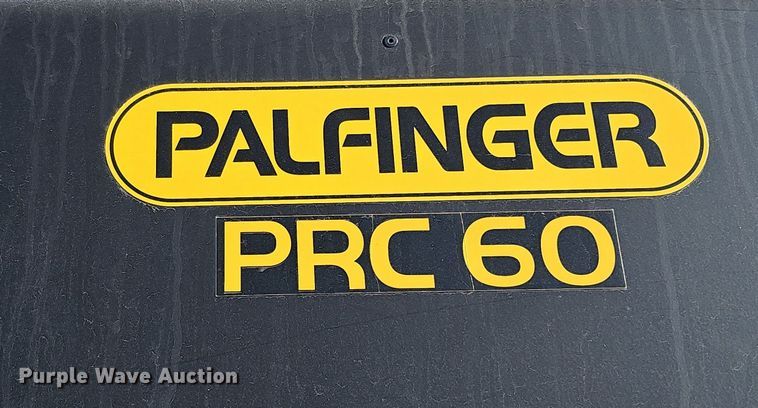 PALFINGER
PRC 60
Purple Wave Auction